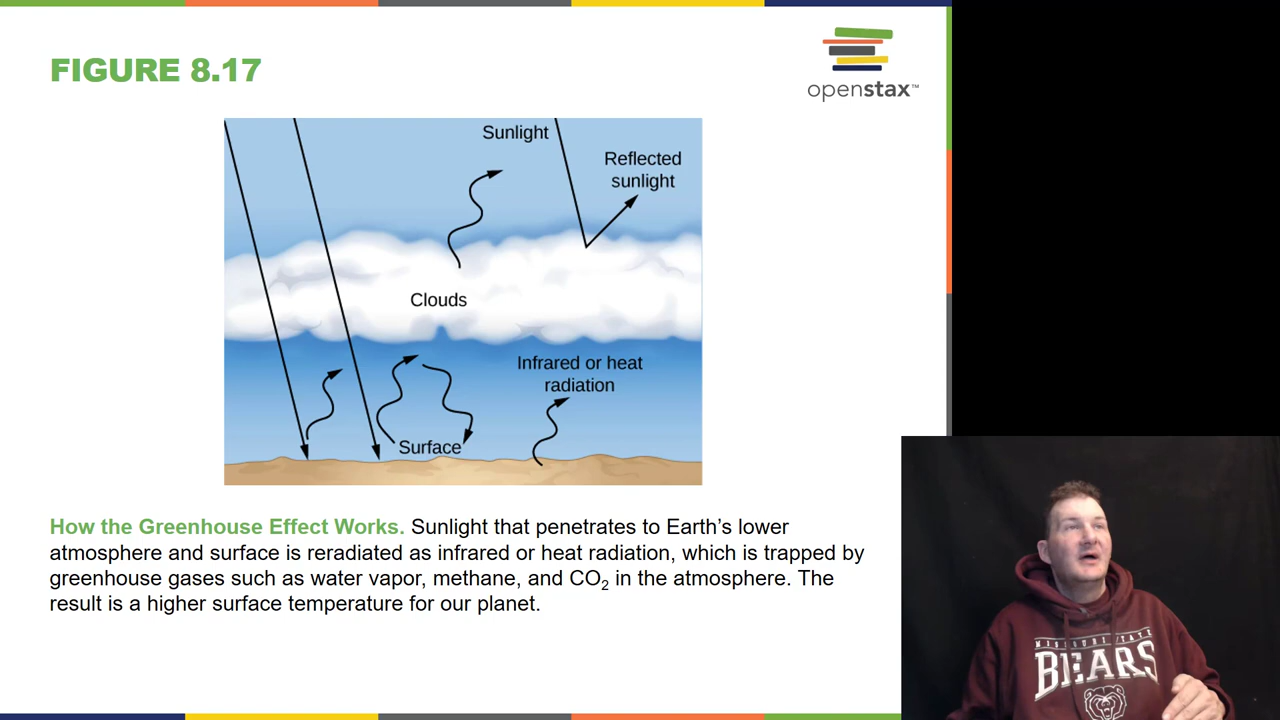 FIGURE 8.17
openstax™
Sunlight
Reflected
sunlight
Clouds
Infrared or heat
radiation
Surface
How the Greenhouse Effect Works. Sunlight that penetrates to Earth’s lower
atmosphere and surface is reradiated as infrared or heat radiation, which is trapped by
greenhouse gases such as water vapor, methane, and CO₂ in the atmosphere. The
result is a higher surface temperature for our planet.
MISSOURI STATE
BEARS